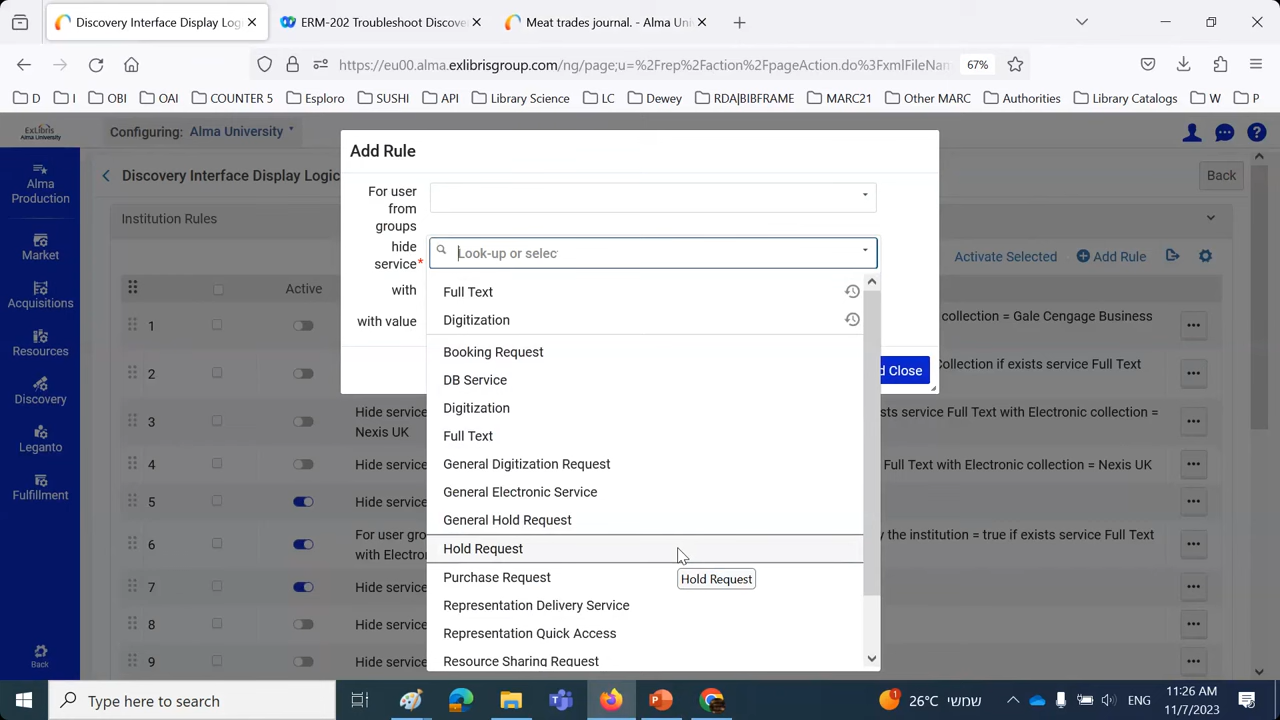 Discovery Interface Display Logi
ERM-202 Troubleshoot Discove
Meat trades journal. - Alma Uni
https://eu00.alma.exlibrisgroup.com/ng/page;u=%2Frep%2Faction%2FpageAction.do%3FxmlFileNam
67%
D
I
OBI
OAI
COUNTER 5
Esploro
SUSHI
API
Library Science
LC
Dewey
RDA|BIBFRAME
MARC21
Other MARC
Authorities
Library Catalogs
W
P
ExLibris
Alma University
Configuring: Alma University
Alma
Production
Market
Acquisitions
Resources
Discovery
Leganto
Fulfillment
Back
Discovery Interface Display Logic
Back
Institution Rules
Activate Selected
Add Rule
Active
1
collection = Gale Cengage Business
2
Collection if exists service Full Text
3
Hide service
Nexis UK
sts service Full Text with Electronic collection =
4
Hide service
Full Text with Electronic collection = Nexis UK
5
Hide service
6
For user grou
with Electro
y the institution = true if exists service Full Text
7
Hide service
8
Hide service
9
Hide service
Add Rule
For user
from
groups
hide
service*
Look-up or selec
with
with value
d Close
Full Text
Digitization
Booking Request
DB Service
Digitization
Full Text
General Digitization Request
General Electronic Service
General Hold Request
Hold Request
Hold Request
Purchase Request
Representation Delivery Service
Representation Quick Access
Resource Sharing Request
Type here to search
1
26°C שמשי
ENG
11:26 AM
11/7/2023